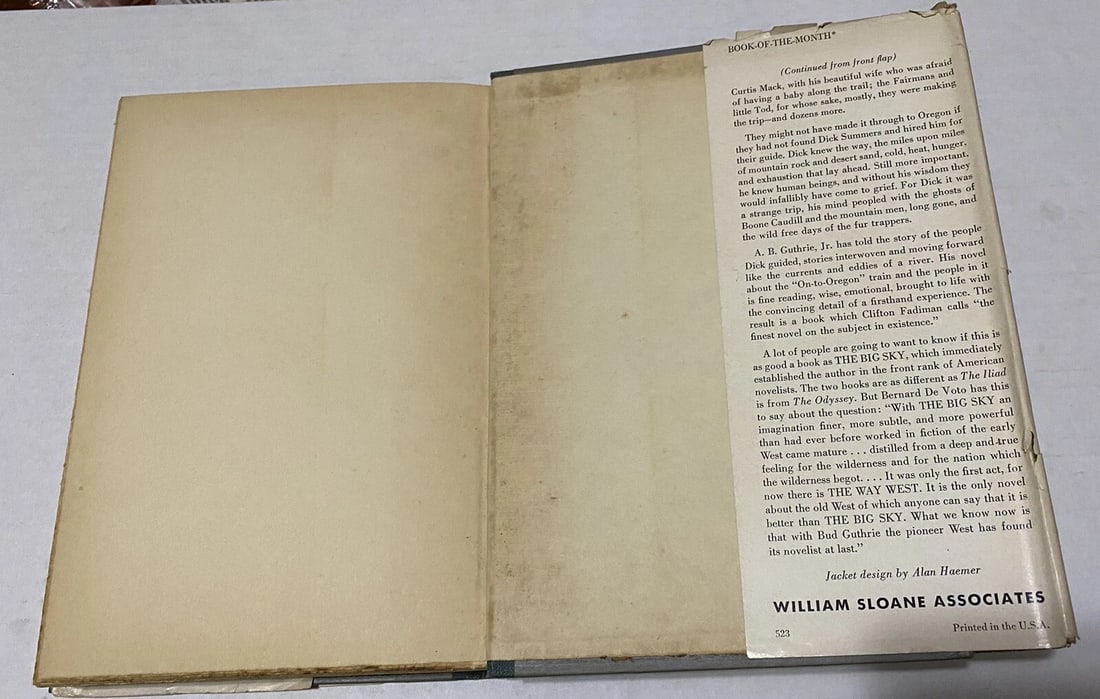 BOOK-OF-THE-MONTH*
(Continued from front flap)
Curtis Mack, with his beautiful wife who was afraid
of having a baby along the trail; the Fairmans and
little Tod, for whose sake, mostly, they were making
the trip—and dozens more.
They might not have made it through to Oregon if
they had not found Dick Summers and hired him for
their guide. Dick knew the way, the miles upon miles
of mountain rock and desert sand, cold, heat, hunger,
and exhaustion that lay ahead. Still more important,
he knew human beings, and without his wisdom they
would infallibly have come to grief. For Dick it was
a strange trip, his mind peopled with the ghosts of
Boone Caudill and the mountain men, long gone, and
the wild free days of the fur trappers.
A. B. Guthrie, Jr. has told the story of the people
Dick guided, stories interwoven and moving forward
like the currents and eddies of a river. His novel
about the “On-to-Oregon” train and the people in it
is fine reading, wise, emotional, brought to life with
the convincing detail of a firsthand experience. The
result is a book which Clifton Fadiman calls “the
finest novel on the subject in existence.”
A lot of people are going to want to know if this is
as good a book as THE BIG SKY, which immediately
established the author in the front rank of American
novelists. The two books are as different as The Iliad
is from The Odyssey. But Bernard De Voto has this
to say about the question: “With THE BIG SKY an
imagination finer, more subtle, and more powerful
than had ever before worked in fiction of the early
West came mature . . . distilled from a deep and true
feeling for the wilderness and for the nation which
the wilderness begot. . . . It was only the first act, for
now there is THE WAY WEST. It is the only novel
about the old West of which anyone can say that it is
better than THE BIG SKY. What we know now is
that with Bud Guthrie the pioneer West has found
its novelist at last.”
Jacket design by Alan Haemer
WILLIAM SLOANE ASSOCIATES
523
Printed in the U.S.A.